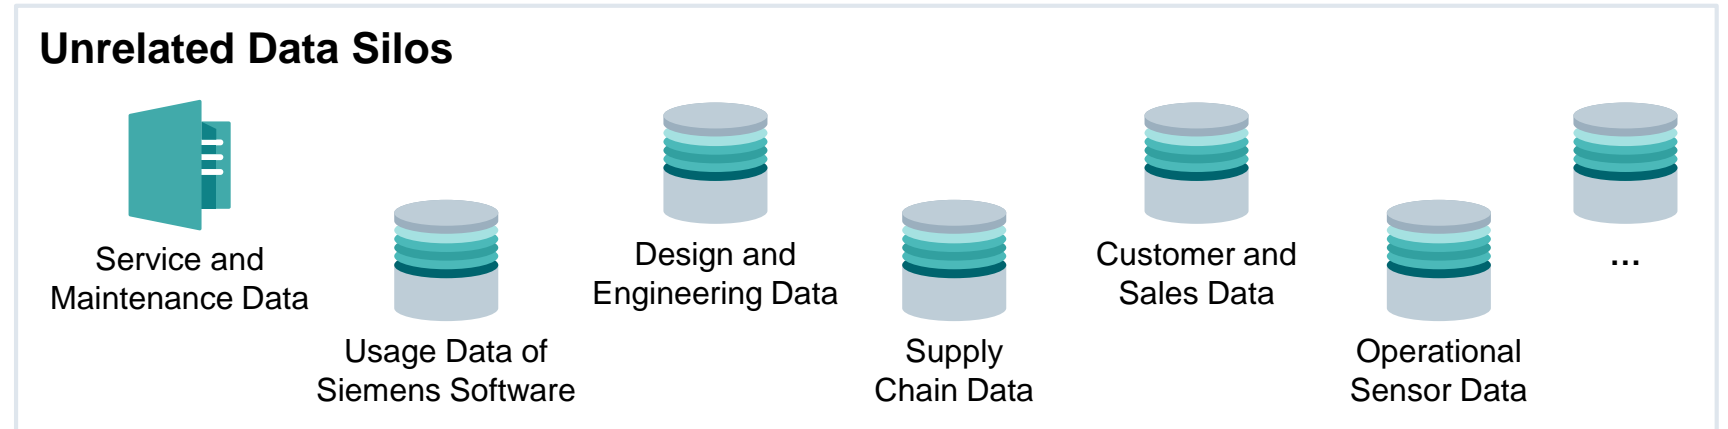 Unrelated Data Silos
Service and
Maintenance Data
Usage Data of
Siemens Software
Design and
Engineering Data
Supply
Chain Data
Customer and
Sales Data
Operational
Sensor Data
...